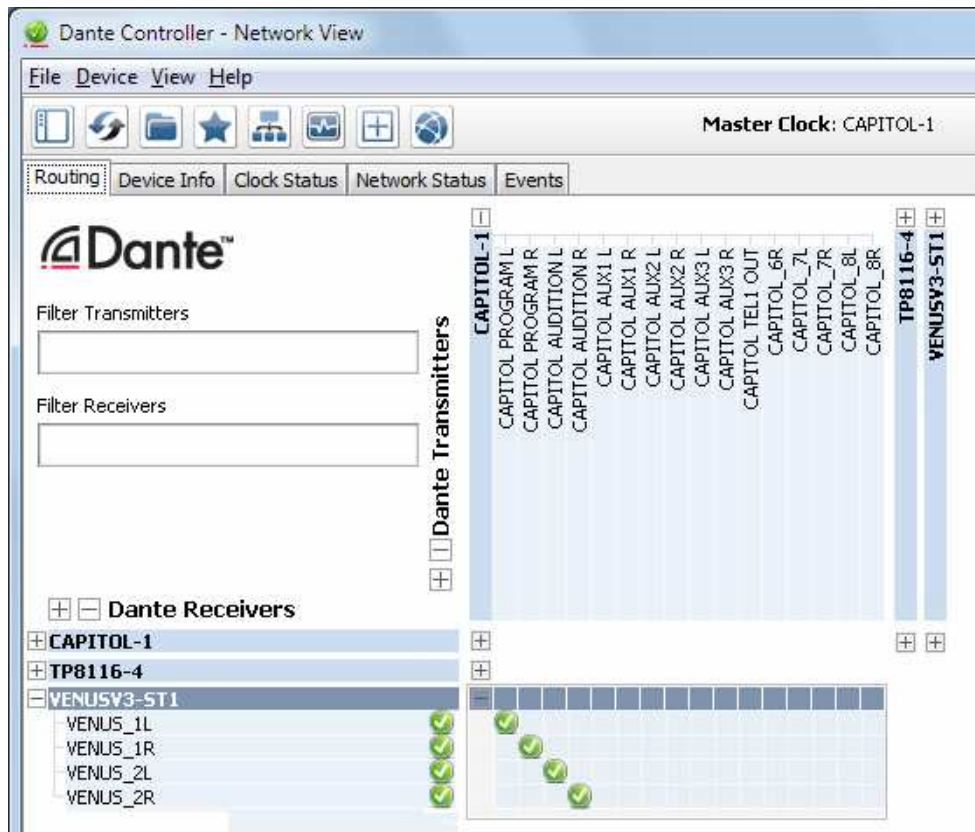 Dante Controller - Network View
File Device View Help
Master Clock: CAPITOL-1
Routing Device Info Clock Status Network Status Events
Dante™
Filter Transmitters
Filter Receivers
Dante Transmitters
CAPITOL-1
CAPITOL PROGRAM L
CAPITOL PROGRAM R
CAPITOL AUDITION L
CAPITOL AUDITION R
CAPITOL AUX1 L
CAPITOL AUX1 R
CAPITOL AUX2 L
CAPITOL AUX2 R
CAPITOL AUX3 L
CAPITOL AUX3 R
CAPITOL TEL1 OUT
CAPITOL_6R
CAPITOL_7L
CAPITOL_7R
CAPITOL_8L
CAPITOL_8R
TP8116-4
VENUSV3-ST1
Dante Receivers
CAPITOL-1
TP8116-4
VENUSV3-ST1
VENUS_1L
VENUS_1R
VENUS_2L
VENUS_2R